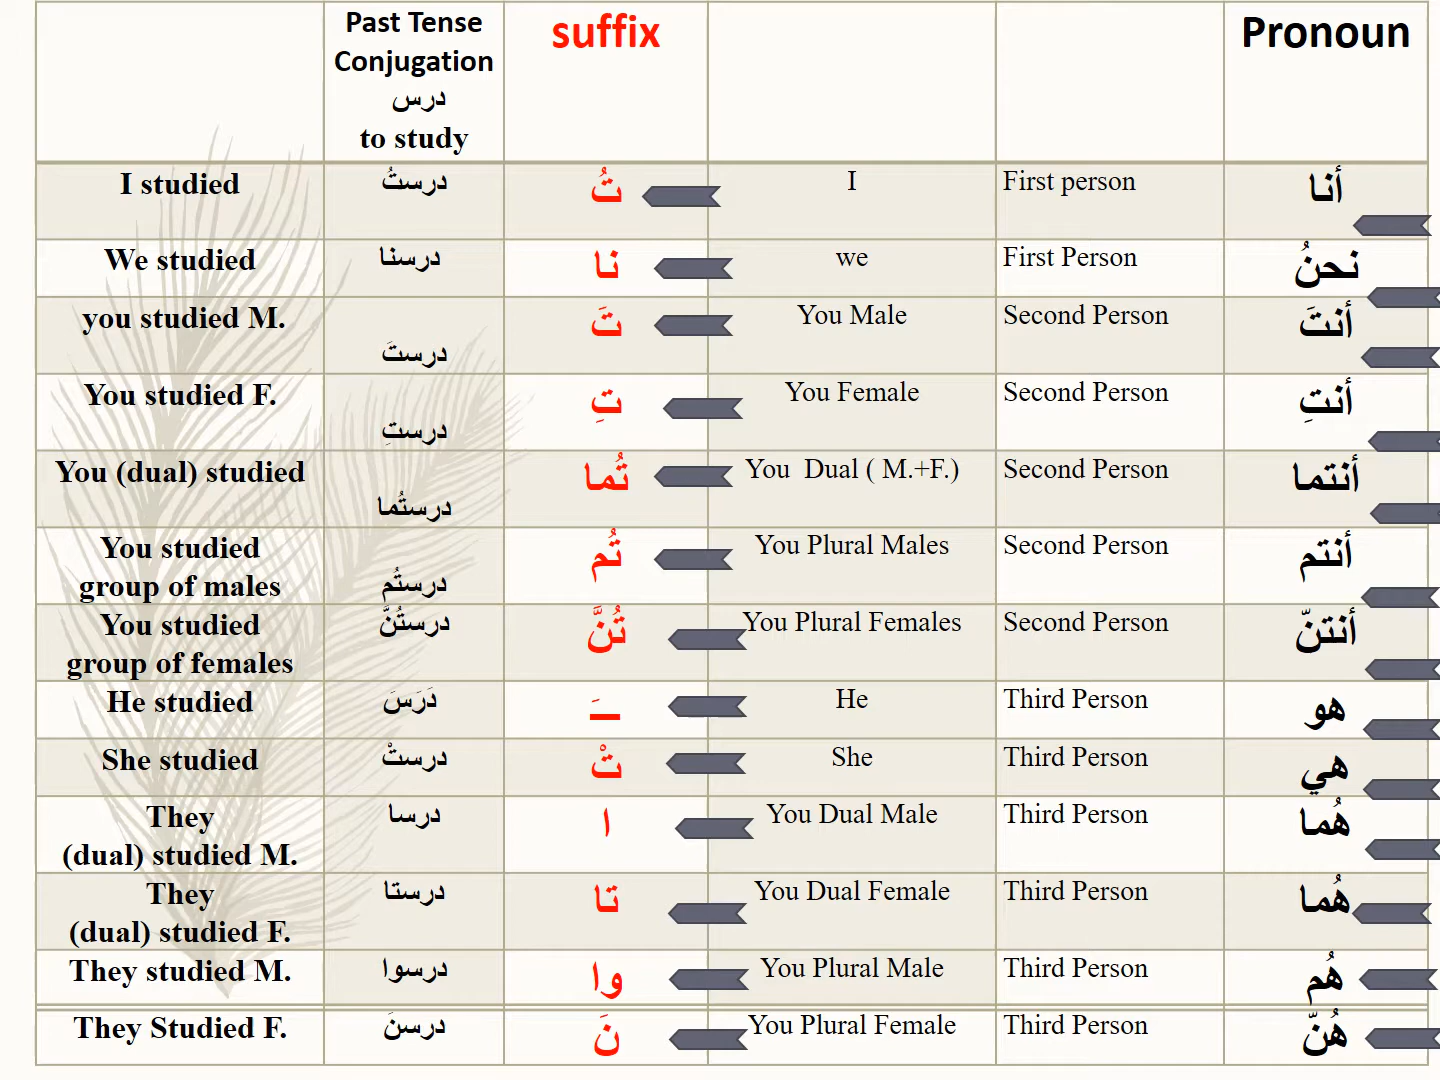 Past Tense
Conjugation
درس
to study
suffix
Pronoun
I studied
درستُ
تُ
I
First person
أنا
We studied
درسنا
نا
we
First Person
نحنُ
you studied M.
درستَ
تَ
You Male
Second Person
أنتَ
You studied F.
درستِ
تِ
You Female
Second Person
أنتِ
You (dual) studied
درستُما
تُما
You Dual ( M.+F.)
Second Person
أنتما
You studied
group of males
درستُم
تُم
You Plural Males
Second Person
أنتم
You studied
group of females
درستُنَّ
تُنَّ
You Plural Females
Second Person
أنتنّ
He studied
دَرَسَ
ـَ
He
Third Person
هو
She studied
درستْ
تْ
She
Third Person
هي
They
(dual) studied M.
درسا
ا
You Dual Male
Third Person
هُما
They
(dual) studied F.
درستا
تا
You Dual Female
Third Person
هُما
They studied M.
درسوا
وا
You Plural Male
Third Person
هُم
They Studied F.
درسنَ
نَ
You Plural Female
Third Person
هُنّ